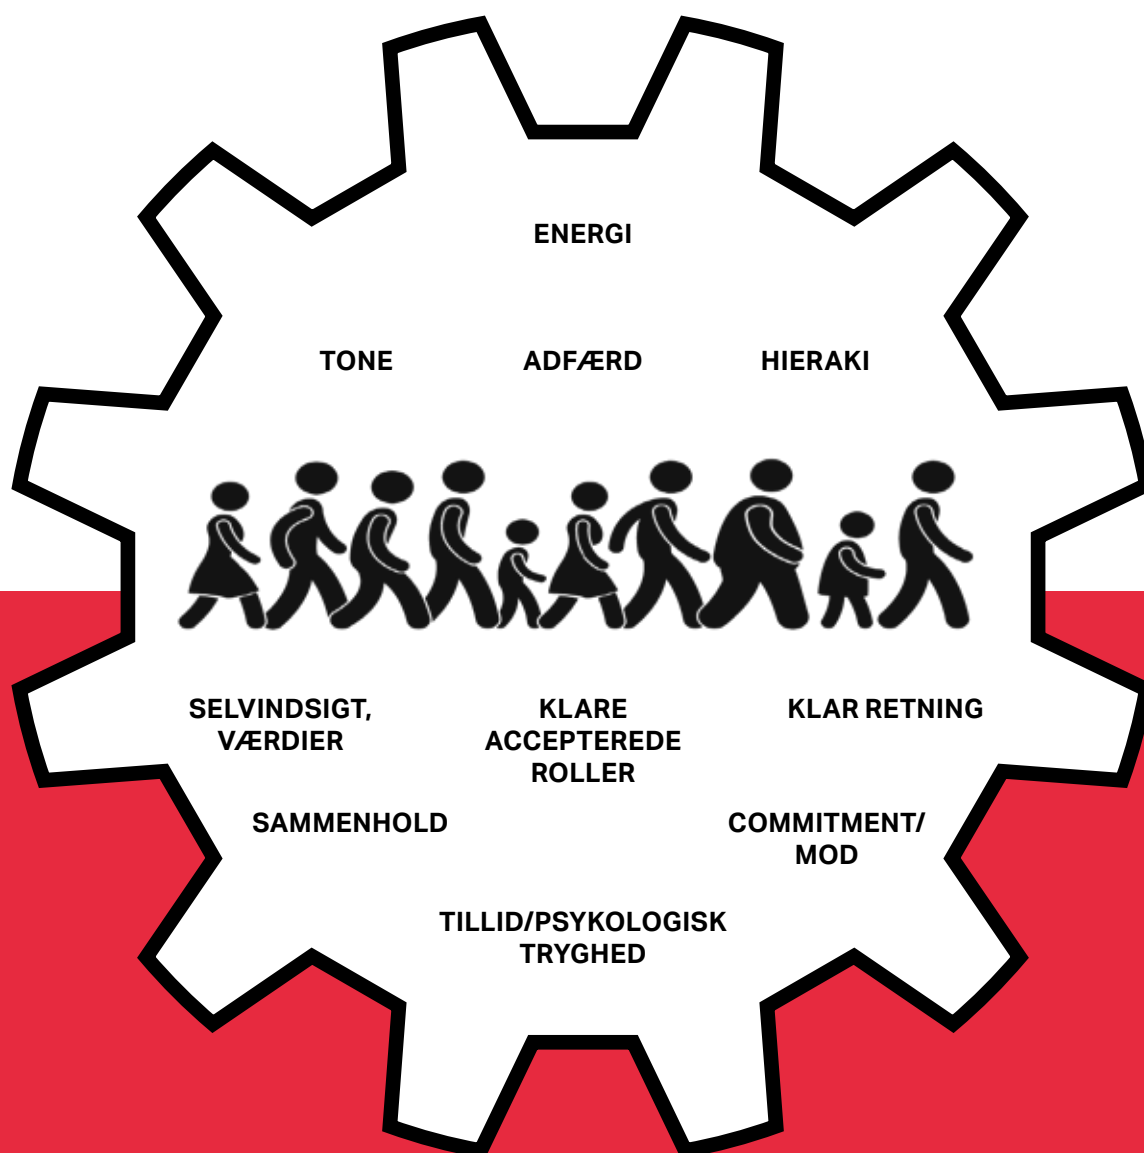 ENERGI
TONE
ADFÆRD
HIERAKI
SELVINDSIGT,
VÆRDIER
KLARE
ACCEPTEREDE
ROLLER
KLAR RETNING
SAMMENHOLD
COMMITMENT/
MOD
TILLID/PSYKOLOGISK
TRYGHED